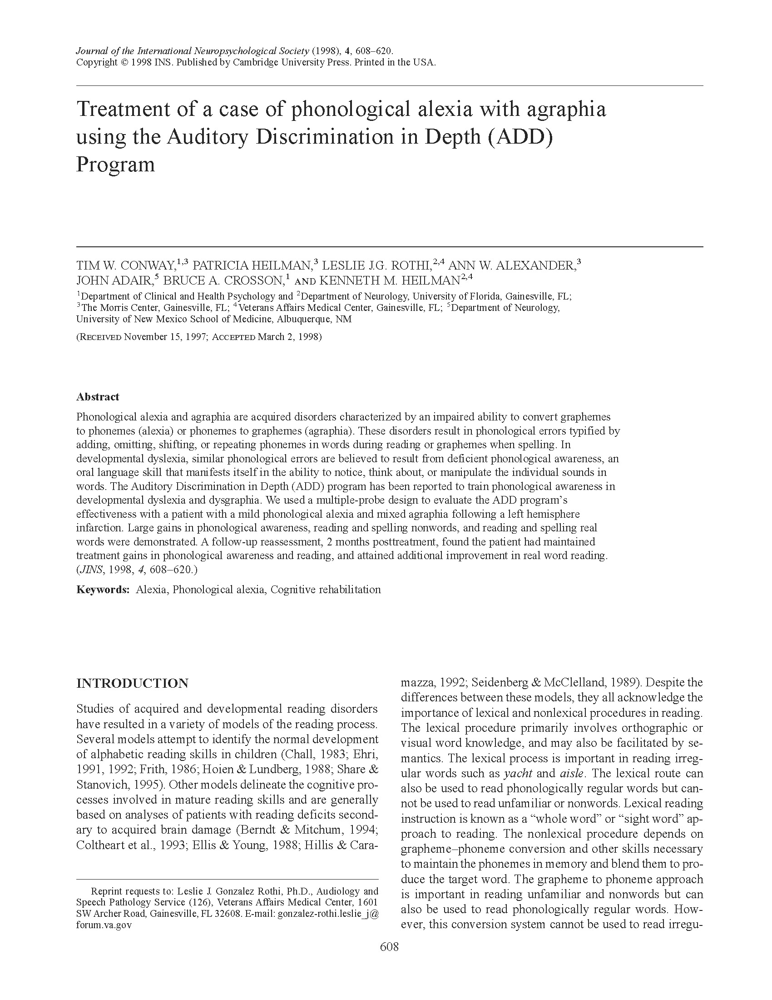 Journal of the International Neuropsychological Society (1998), 4, 608–620.
Copyright © 1998 INS. Published by Cambridge University Press. Printed in the USA.
Treatment of a case of phonological alexia with agraphia
using the Auditory Discrimination in Depth (ADD)
Program
TIM W. CONWAY,1,3 PATRICIA HEILMAN,3 LESLIE J.G. ROTHI,2,4 ANN W. ALEXANDER,3
JOHN ADAIR,5 BRUCE A. CROSSON,1 AND KENNETH M. HEILMAN2,4
1Department of Clinical and Health Psychology and 2Department of Neurology, University of Florida, Gainesville, FL;
3The Morris Center, Gainesville, FL; 4Veterans Affairs Medical Center, Gainesville, FL; 5Department of Neurology,
University of New Mexico School of Medicine, Albuquerque, NM
(Received November 15, 1997; Accepted March 2, 1998)
Abstract
Phonological alexia and agraphia are acquired disorders characterized by an impaired ability to convert graphemes
to phonemes (alexia) or phonemes to graphemes (agraphia). These disorders result in phonological errors typified by
adding, omitting, shifting, or repeating phonemes in words during reading or graphemes when spelling. In
developmental dyslexia, similar phonological errors are believed to result from deficient phonological awareness, an
oral language skill that manifests itself in the ability to notice, think about, or manipulate the individual sounds in
words. The Auditory Discrimination in Depth (ADD) program has been reported to train phonological awareness in
developmental dyslexia and dysgraphia. We used a multiple-probe design to evaluate the ADD program's
effectiveness with a patient with a mild phonological alexia and mixed agraphia following a left hemisphere
infarction. Large gains in phonological awareness, reading and spelling nonwords, and reading and spelling real
words were demonstrated. A follow-up reassessment, 2 months posttreatment, found the patient had maintained
treatment gains in phonological awareness and reading, and attained additional improvement in real word reading.
(JINS, 1998, 4, 608–620.)
Keywords: Alexia, Phonological alexia, Cognitive rehabilitation
INTRODUCTION
Studies of acquired and developmental reading disorders
have resulted in a variety of models of the reading process.
Several models attempt to identify the normal development
of alphabetic reading skills in children (Chall, 1983; Ehri,
1991, 1992; Frith, 1986; Hoien & Lundberg, 1988; Share &
Stanovich, 1995). Other models delineate the cognitive pro-
cesses involved in mature reading skills and are generally
based on analyses of patients with reading deficits second-
ary to acquired brain damage (Berndt & Mitchum, 1994;
Coltheart et al., 1993; Ellis & Young, 1988; Hillis & Cara-
Reprint requests to: Leslie J. Gonzalez Rothi, Ph.D., Audiology and
Speech Pathology Service (126), Veterans Affairs Medical Center, 1601
SW Archer Road, Gainesville, FL 32608. E-mail: gonzalez-rothi.leslie_j@
forum.va.gov
mazza, 1992; Seidenberg & McClelland, 1989). Despite the
differences between these models, they all acknowledge the
importance of lexical and nonlexical procedures in reading.
The lexical procedure primarily involves orthographic or
visual word knowledge, and may also be facilitated by se-
mantics. The lexical process is important in reading irreg-
ular words such as yacht and aisle. The lexical route can
also be used to read phonologically regular words but can-
not be used to read unfamiliar or nonwords. Lexical reading
instruction is known as a “whole word” or “sight word” ap-
proach to reading. The nonlexical procedure depends on
grapheme–phoneme conversion and other skills necessary
to maintain the phonemes in memory and blend them to pro-
duce the target word. The grapheme to phoneme approach
is important in reading unfamiliar and nonwords but can
also be used to read phonologically regular words. How-
ever, this conversion system cannot be used to read irregu-
608